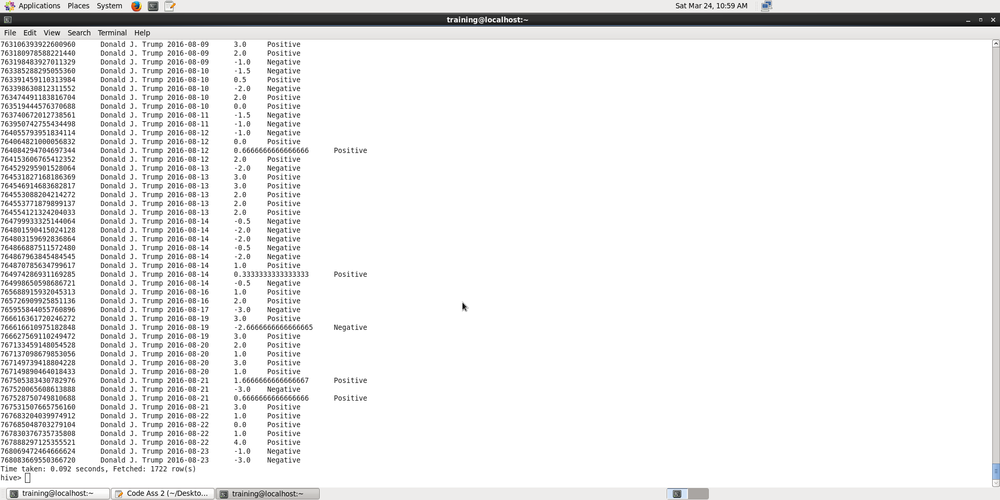 Applications Places System Sat Mar 24, 10:59 AM
training@localhost:~
File Edit View Search Terminal Help
763106393922600960 Donald J. Trump 2016-08-09 3.0 Positive
763180978588221440 Donald J. Trump 2016-08-09 2.0 Positive
763198483927011329 Donald J. Trump 2016-08-09 -1.0 Negative
763385288295055360 Donald J. Trump 2016-08-10 -1.5 Negative
763391459110313984 Donald J. Trump 2016-08-10 0.5 Positive
763398630812311552 Donald J. Trump 2016-08-10 -2.0 Negative
763474491183816704 Donald J. Trump 2016-08-10 2.0 Positive
763519444576370688 Donald J. Trump 2016-08-10 0.0 Positive
763740672012738561 Donald J. Trump 2016-08-11 -1.5 Negative
763950742755434498 Donald J. Trump 2016-08-11 -1.0 Negative
764055793951834114 Donald J. Trump 2016-08-12 -1.0 Negative
764064821000056832 Donald J. Trump 2016-08-12 0.0 Positive
764084294704697344 Donald J. Trump 2016-08-12 0.6666666666666666 Positive
764153606765412352 Donald J. Trump 2016-08-12 2.0 Positive
764529295901528064 Donald J. Trump 2016-08-13 -2.0 Negative
764531827168186369 Donald J. Trump 2016-08-13 3.0 Positive
764546914683682817 Donald J. Trump 2016-08-13 3.0 Positive
764553088204214272 Donald J. Trump 2016-08-13 2.0 Positive
764553771879899137 Donald J. Trump 2016-08-13 2.0 Positive
764554121324204033 Donald J. Trump 2016-08-13 2.0 Positive
764799933325144064 Donald J. Trump 2016-08-14 -0.5 Negative
764801590415024128 Donald J. Trump 2016-08-14 -2.0 Negative
764803159692836864 Donald J. Trump 2016-08-14 -2.0 Negative
764866887511572480 Donald J. Trump 2016-08-14 -0.5 Negative
764867963845484545 Donald J. Trump 2016-08-14 -2.0 Negative
764870785634799617 Donald J. Trump 2016-08-14 1.0 Positive
764974286931169285 Donald J. Trump 2016-08-14 0.3333333333333333 Positive
764998650598686721 Donald J. Trump 2016-08-14 -0.5 Negative
765688915932045313 Donald J. Trump 2016-08-16 1.0 Positive
765726909925851136 Donald J. Trump 2016-08-16 2.0 Positive
765955844055760896 Donald J. Trump 2016-08-17 -3.0 Negative
766616361720246272 Donald J. Trump 2016-08-19 3.0 Positive
766616610975182848 Donald J. Trump 2016-08-19 -2.6666666666666665 Negative
766627569110249472 Donald J. Trump 2016-08-19 3.0 Positive
767133459148054528 Donald J. Trump 2016-08-20 2.0 Positive
767137098679853056 Donald J. Trump 2016-08-20 1.0 Positive
767149739418804228 Donald J. Trump 2016-08-20 3.0 Positive
767149890464018433 Donald J. Trump 2016-08-20 1.0 Positive
767505383430782976 Donald J. Trump 2016-08-21 1.6666666666666667 Positive
767520065608613888 Donald J. Trump 2016-08-21 -3.0 Negative
767528750749810688 Donald J. Trump 2016-08-21 0.6666666666666666 Positive
767531507665756160 Donald J. Trump 2016-08-21 3.0 Positive
767683204039974912 Donald J. Trump 2016-08-22 1.0 Positive
767685048703279104 Donald J. Trump 2016-08-22 0.0 Positive
767830376735735808 Donald J. Trump 2016-08-22 1.0 Positive
767888297125355521 Donald J. Trump 2016-08-22 4.0 Positive
768069472464666624 Donald J. Trump 2016-08-23 -1.0 Negative
768083669550366720 Donald J. Trump 2016-08-23 -3.0 Negative
Time taken: 0.092 seconds, Fetched: 1722 row(s)
hive>
training@localhost:~ Code Ass 2 (~/Deskto... training@localhost:~